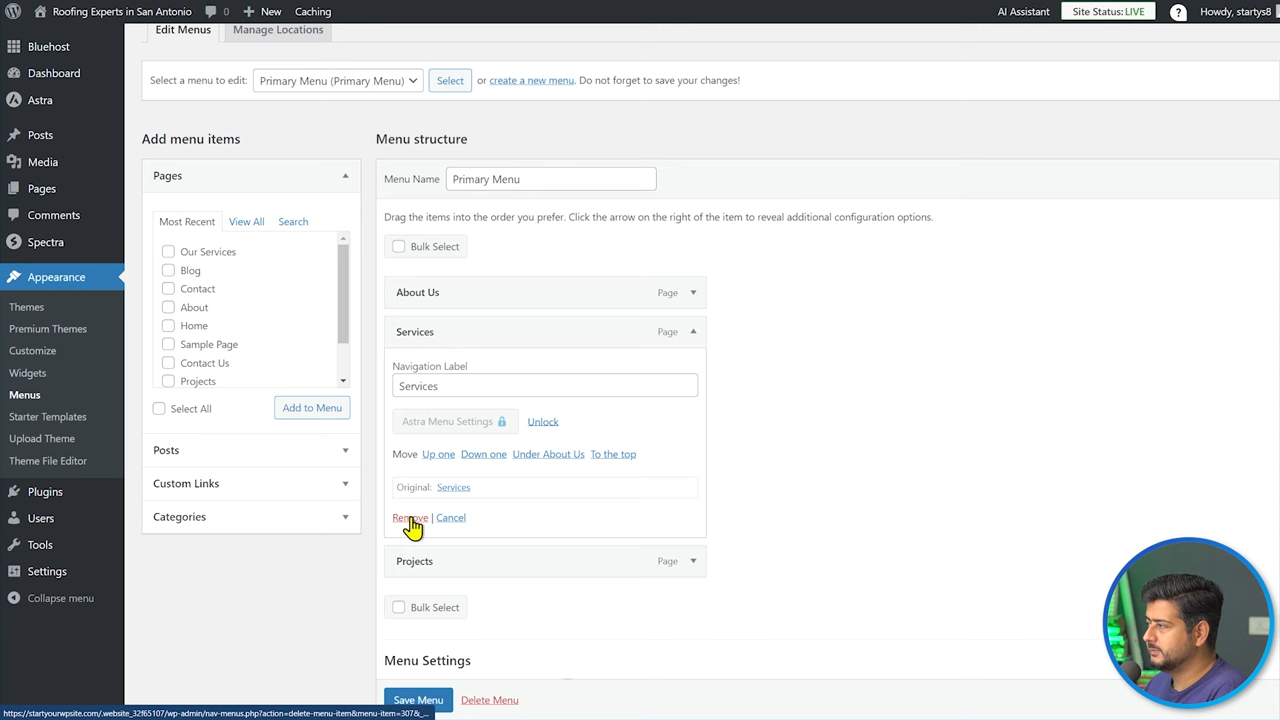 Roofing Experts in San Antonio 0 + New Caching AI Assistant Site Status: LIVE ? Howdy, startys8
Bluehost
Dashboard
Astra
Posts
Media
Pages
Comments
Spectra
Appearance
Themes
Premium Themes
Customize
Widgets
Menus
Starter Templates
Upload Theme
Theme File Editor
Plugins
Users
Tools
Settings
Collapse menu
Edit Menus Manage Locations
Select a menu to edit: Primary Menu (Primary Menu) Select or create a new menu. Do not forget to save your changes!
Add menu items
Pages
Most Recent View All Search
Our Services
Blog
Contact
About
Home
Sample Page
Contact Us
Projects
Select All Add to Menu
Posts
Custom Links
Categories
Menu structure
Menu Name Primary Menu
Drag the items into the order you prefer. Click the arrow on the right of the item to reveal additional configuration options.
Bulk Select
About Us Page
Services Page
Navigation Label
Services
Astra Menu Settings Unlock
Move Up one Down one Under About Us To the top
Original: Services
Remove | Cancel
Projects Page
Bulk Select
Menu Settings
Save Menu Delete Menu
https://startyourwpsite.com/.website_32f65107/wp-admin/nav-menus.php?action=delete-menu-item&menu-item=307&_...